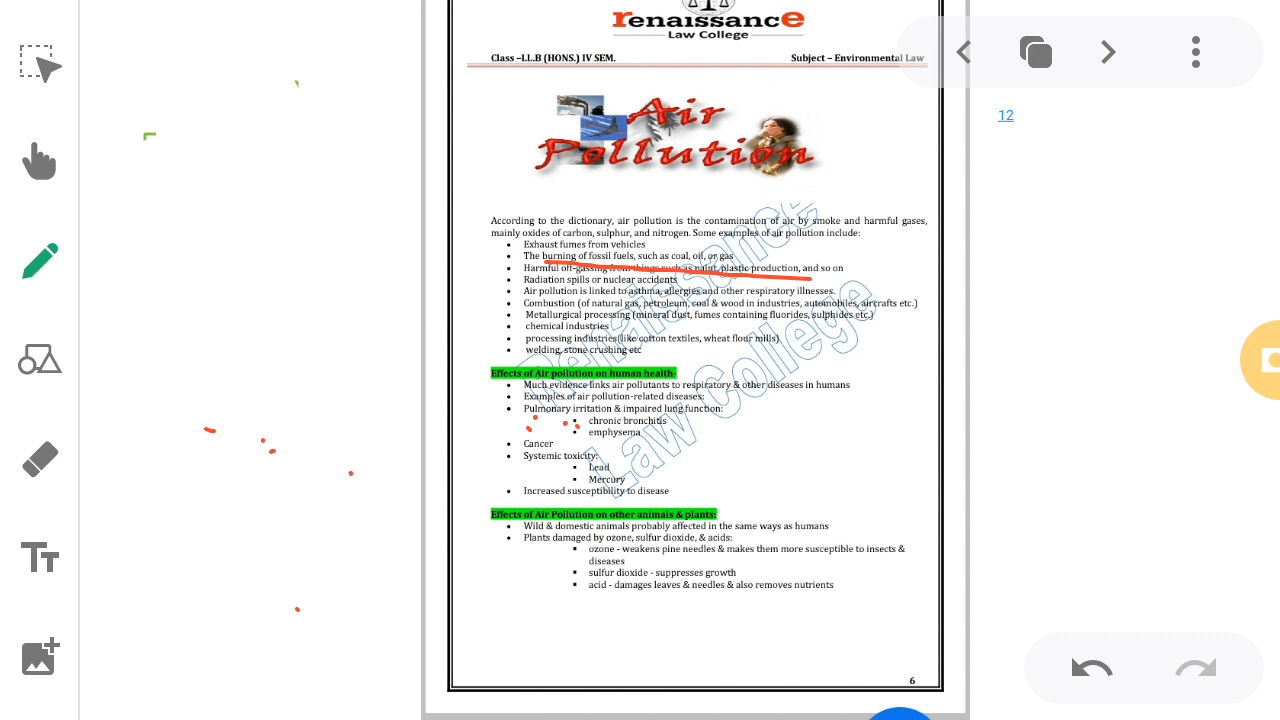 renaissance
Law College
Class –LL.B (HONS.) IV SEM. Subject – Environmental Law
12
Air
Pollution
According to the dictionary, air pollution is the contamination of air by smoke and harmful gases,
mainly oxides of carbon, sulphur, and nitrogen. Some examples of air pollution include:
• Exhaust fumes from vehicles
• The burning of fossil fuels, such as coal, oil, or gas
• Harmful off-gassing from things such as paint, plastic production, and so on
• Radiation spills or nuclear accidents
• Air pollution is linked to asthma, allergies and other respiratory illnesses.
• Combustion (of natural gas, petroleum, coal & wood in industries, automobiles, aircrafts etc.)
• Metallurgical processing (mineral dust, fumes containing fluorides, sulphides etc.)
• chemical industries
• processing industries(like cotton textiles, wheat flour mills)
• welding, stone crushing etc
Effects of Air pollution on human health-
• Much evidence links air pollutants to respiratory & other diseases in humans
• Examples of air pollution-related diseases:
• Pulmonary irritation & impaired lung function:
▪ chronic bronchitis
▪ emphysema
• Cancer
• Systemic toxicity:
▪ Lead
▪ Mercury
• Increased susceptibility to disease
Effects of Air Pollution on other animals & plants:
• Wild & domestic animals probably affected in the same ways as humans
• Plants damaged by ozone, sulfur dioxide, & acids:
▪ ozone - weakens pine needles & makes them more susceptible to insects &
diseases
▪ sulfur dioxide - suppresses growth
▪ acid - damages leaves & needles & also removes nutrients
Renaissance
Law College
6
Tт